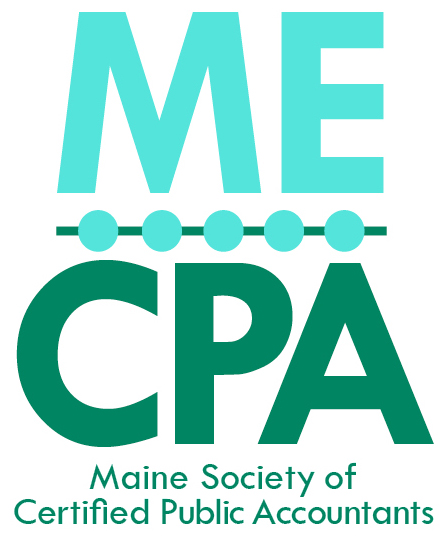 ME
CPA
Maine Society of
Certified Public Accountants